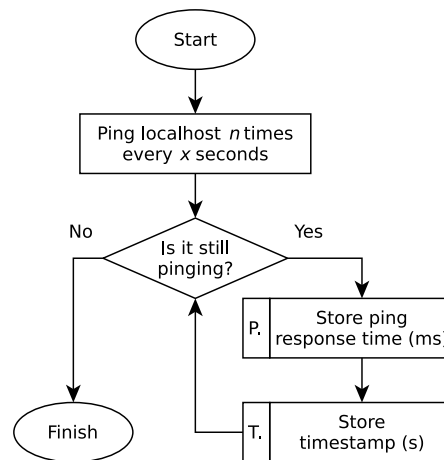 Start
Ping localhost n times
every x seconds
No
Yes
Is it still
pinging?
P.
Store ping
response time (ms)
Finish
T.
Store
timestamp (s)